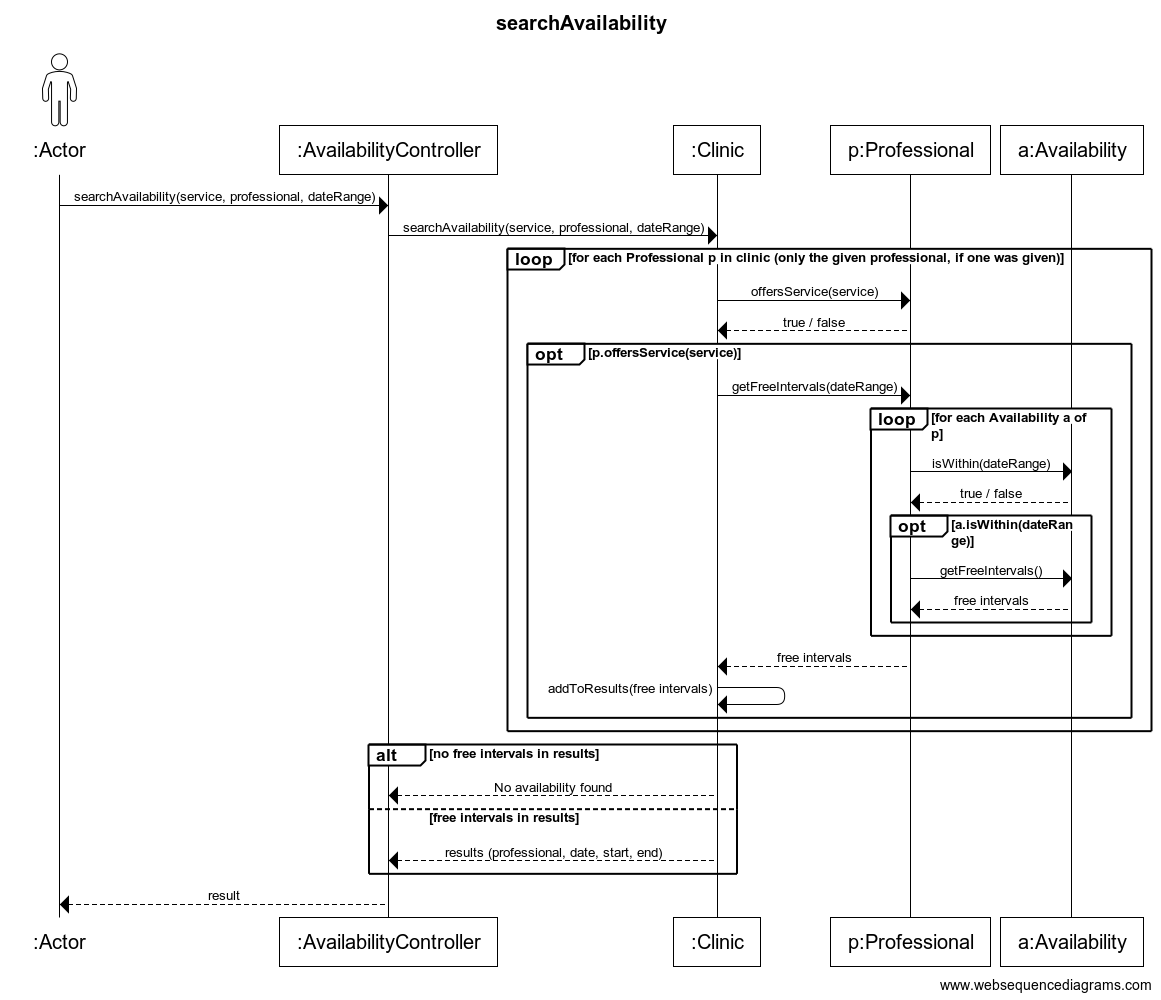 searchAvailability
:Actor
:AvailabilityController
:Clinic
p:Professional
a:Availability
searchAvailability(service, professional, dateRange)
searchAvailability(service, professional, dateRange)
loop
[for each Professional p in clinic (only the given professional, if one was given)]
offersService(service)
true / false
opt
[p.offersService(service)]
getFreeIntervals(dateRange)
loop
[for each Availability a of
p]
isWithin(dateRange)
true / false
opt
[a.isWithin(dateRan
ge)]
getFreeIntervals()
free intervals
free intervals
addToResults(free intervals)
alt
[no free intervals in results]
No availability found
[free intervals in results]
results (professional, date, start, end)
result
:Actor
:AvailabilityController
:Clinic
p:Professional
a:Availability
www.websequencediagrams.com